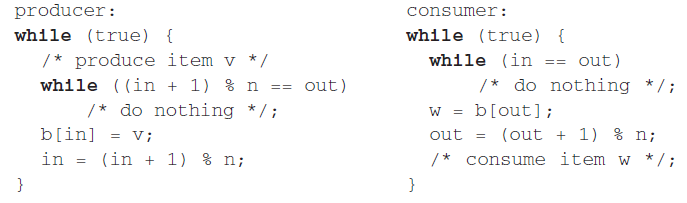 producer:
while (true) {
/* produce item v */
while ((in + 1) % n == out)
/* do nothing */;
b[in] = v;
in = (in + 1) % n;
}
consumer:
while (true) {
while (in == out)
/* do nothing */;
w = b[out];
out = (out + 1) % n;
/* consume item w */;
}